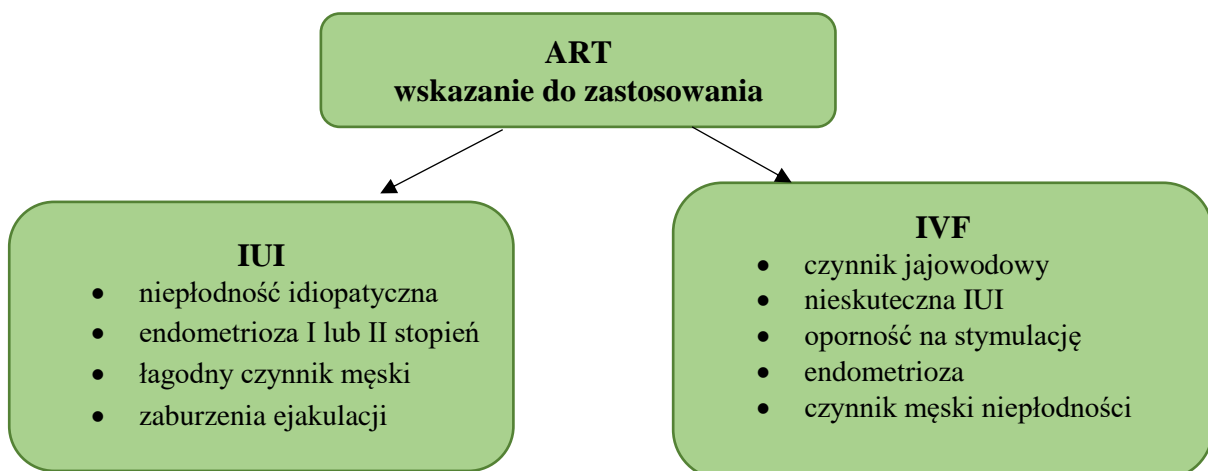 ART
wskazanie do zastosowania
IUI
• niepłodność idiopatyczna
• endometrioza I lub II stopień
• łagodny czynnik męski
• zaburzenia ejakulacji
IVF
• czynnik jajowodowy
• nieskuteczna IUI
• oporność na stymulację
• endometrioza
• czynnik męski niepłodności